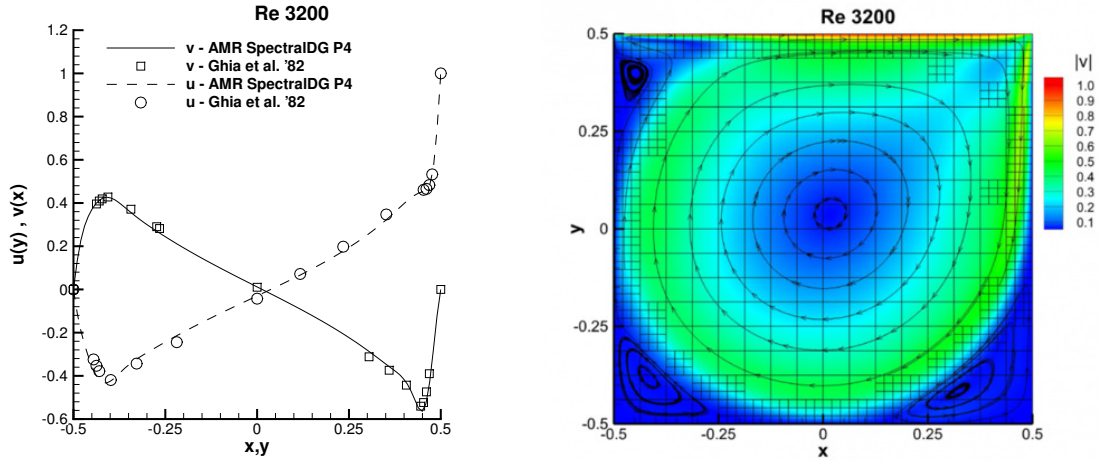 Re 3200
1.2
1
0.8
0.6
0.4
0.2
0
-0.2
-0.4
-0.6
u(y) , v(x)
v - AMR SpectralDG P4
v - Ghia et al. '82
u - AMR SpectralDG P4
u - Ghia et al. '82
-0.5 -0.25 0 0.25 0.5
x,y
Re 3200
0.5
0.25
0
-0.25
-0.5
y
-0.5 -0.25 0 0.25 0.5
x
|v|
1.0
0.9
0.8
0.7
0.6
0.5
0.4
0.3
0.2
0.1